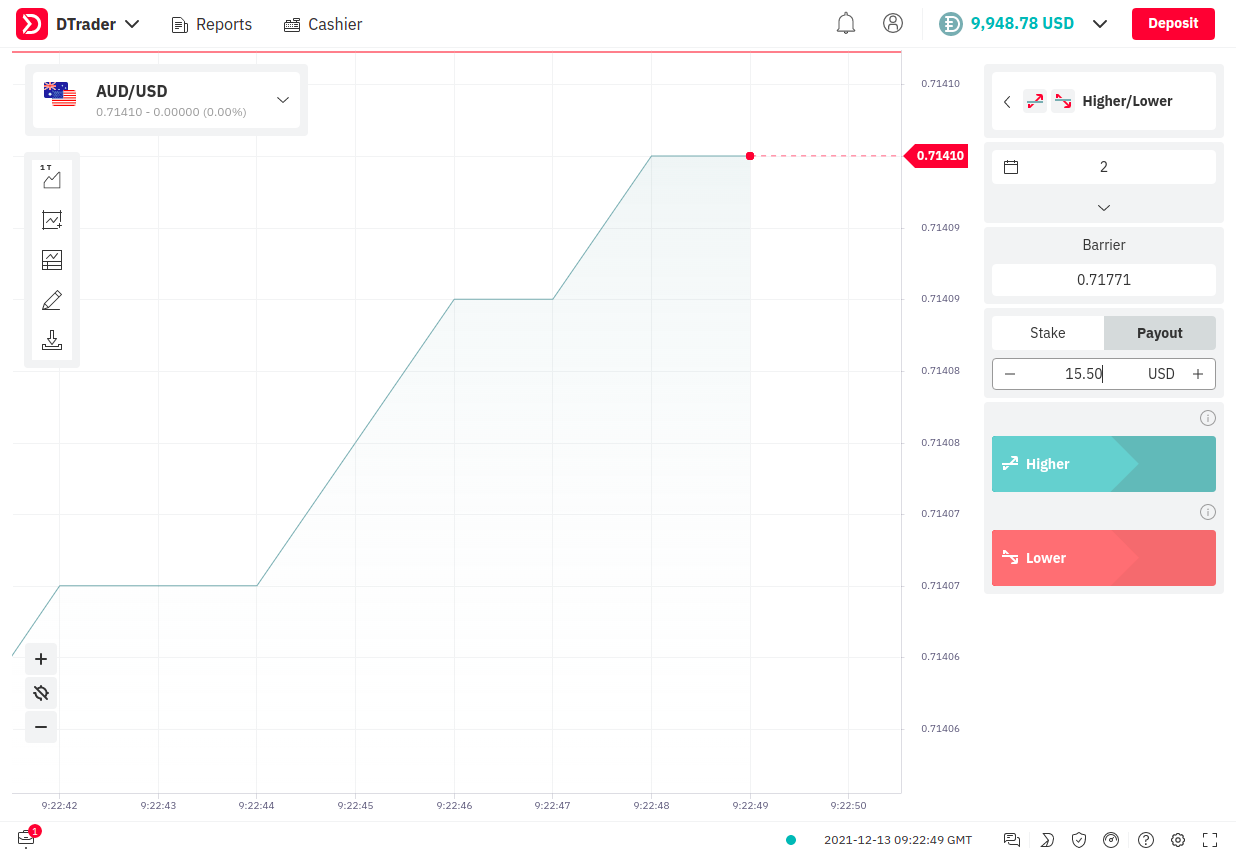 DTrader
Reports
Cashier
9,948.78 USD
Deposit
AUD/USD
0.71410 - 0.00000 (0.00%)
1T
0.71410
0.71410
0.71409
0.71409
0.71408
0.71408
0.71407
0.71407
0.71406
0.71406
9:22:42
9:22:43
9:22:44
9:22:45
9:22:46
9:22:47
9:22:48
9:22:49
9:22:50
Higher/Lower
2
Barrier
0.71771
Stake
Payout
15.50
USD
Higher
Lower
1
2021-12-13 09:22:49 GMT